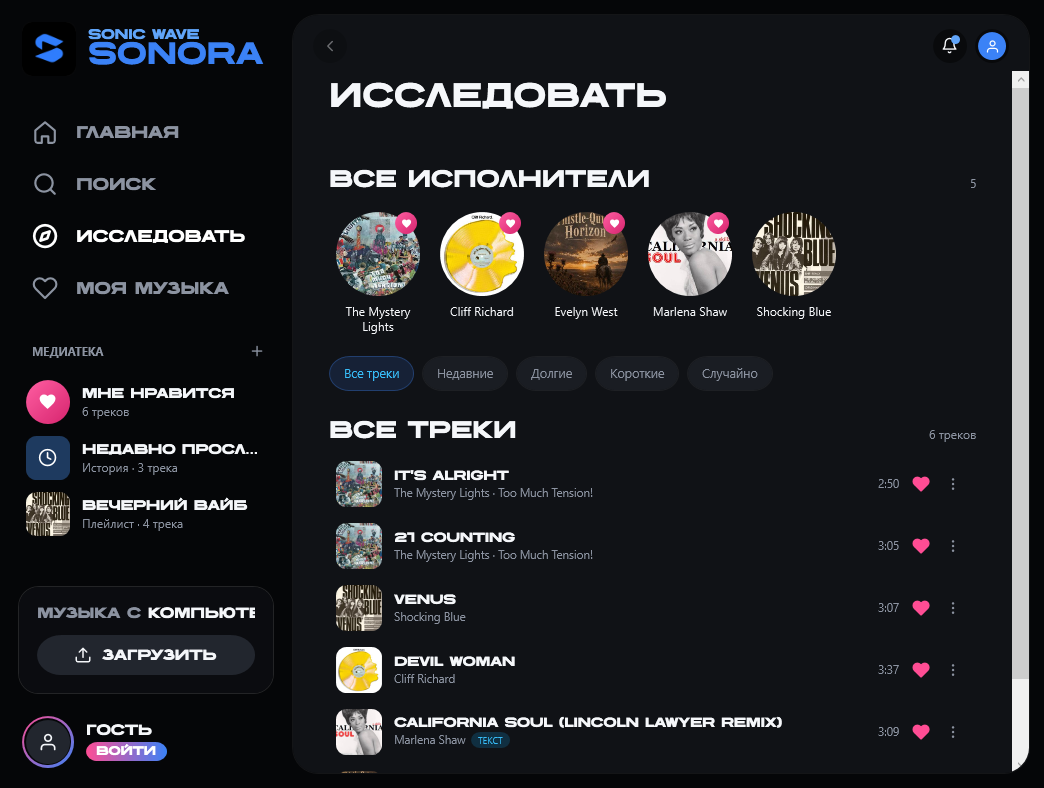 SONIC WAVE
SONORA
ГЛАВНАЯ
ПОИСК
ИССЛЕДОВАТЬ
МОЯ МУЗЫКА
МЕДИАТЕКА
МНЕ НРАВИТСЯ
6 треков
НЕДАВНО ПРОСЛ...
История · 3 трека
ВЕЧЕРНИЙ ВАЙБ
Плейлист · 4 трека
МУЗЫКА С КОМПЬЮТЕ
ЗАГРУЗИТЬ
ГОСТЬ
ВОЙТИ
ИССЛЕДОВАТЬ
ВСЕ ИСПОЛНИТЕЛИ
5
The Mystery Lights
Cliff Richard
Evelyn West
Marlena Shaw
Shocking Blue
Все треки
Недавние
Долгие
Короткие
Случайно
ВСЕ ТРЕКИ
6 треков
IT'S ALRIGHT
The Mystery Lights · Too Much Tension!
2:50
21 COUNTING
The Mystery Lights · Too Much Tension!
3:05
VENUS
Shocking Blue
3:07
DEVIL WOMAN
Cliff Richard
3:37
CALIFORNIA SOUL (LINCOLN LAWYER REMIX)
Marlena Shaw ТЕКСТ
3:09